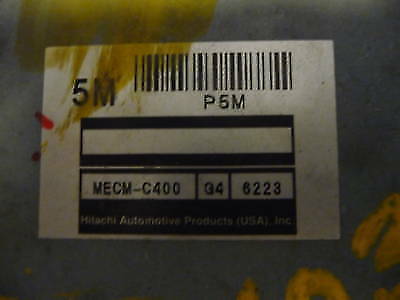 5M
P5M
MECM-C400 G4 6223
Hitachi Automotive Products (USA), Inc.